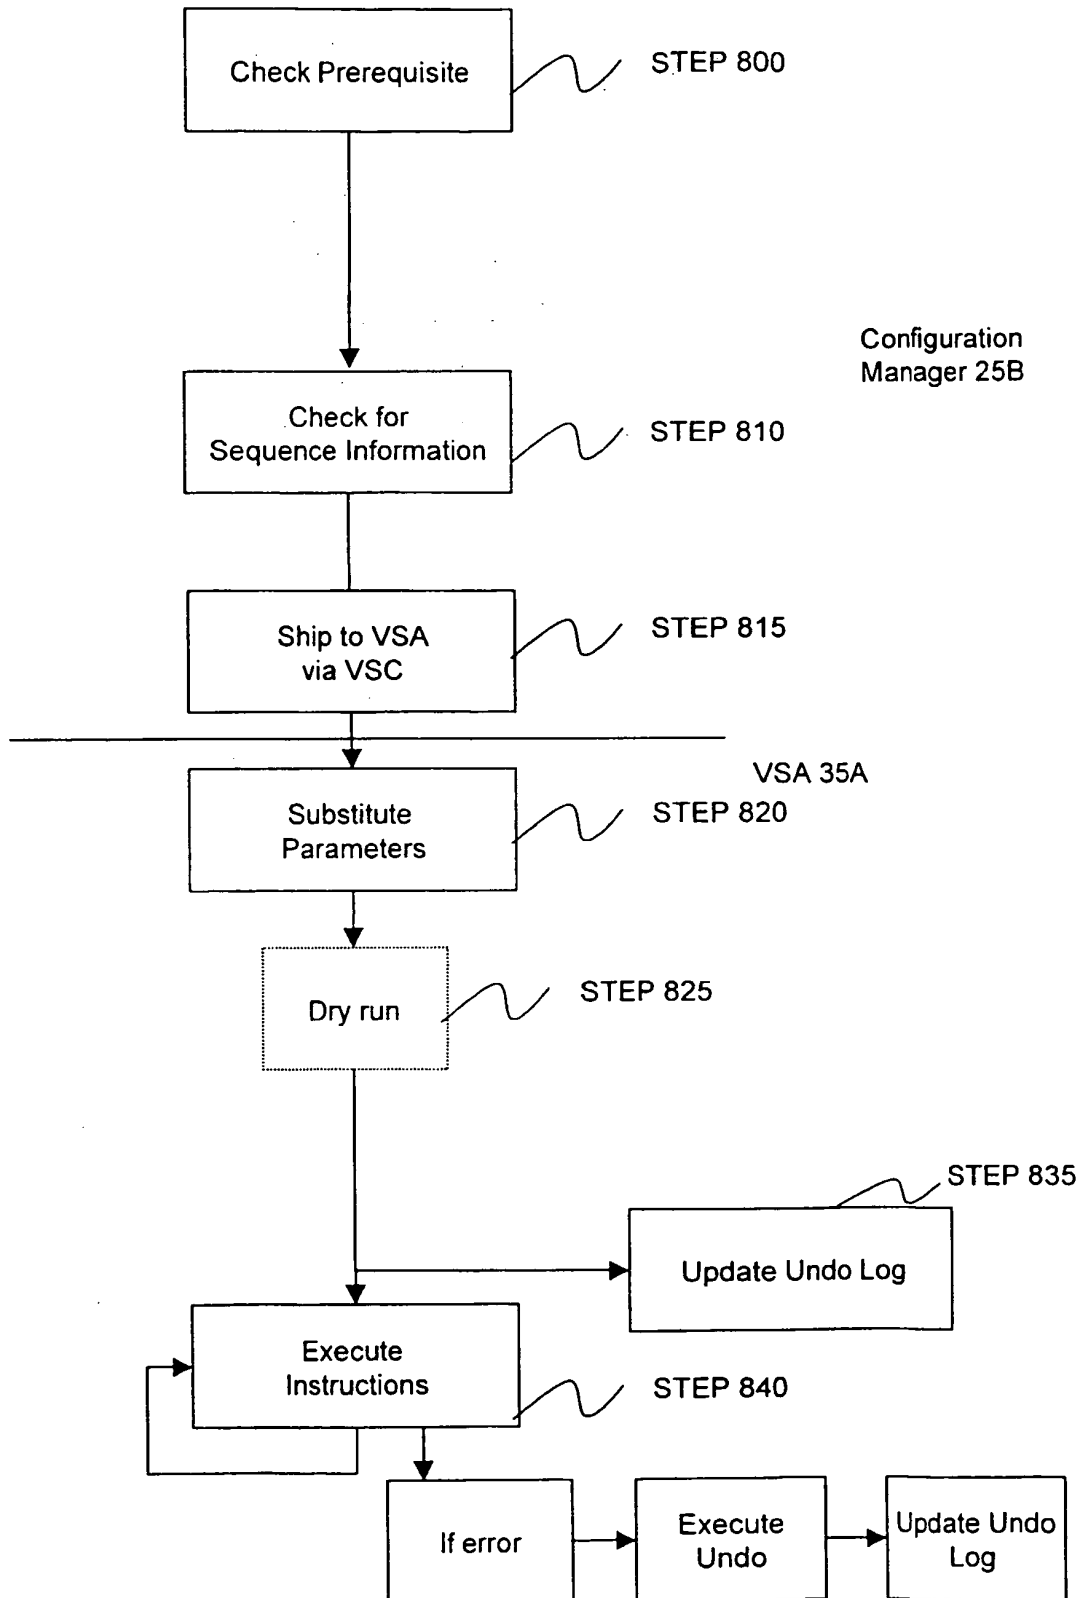 Check Prerequisite
STEP 800
Configuration
Manager 25B
Check for
Sequence Information
STEP 810
Ship to VSA
via VSC
STEP 815
VSA 35A
Substitute
Parameters
STEP 820
Dry run
STEP 825
STEP 835
Update Undo Log
Execute
Instructions
STEP 840
If error
Execute
Undo
Update Undo
Log